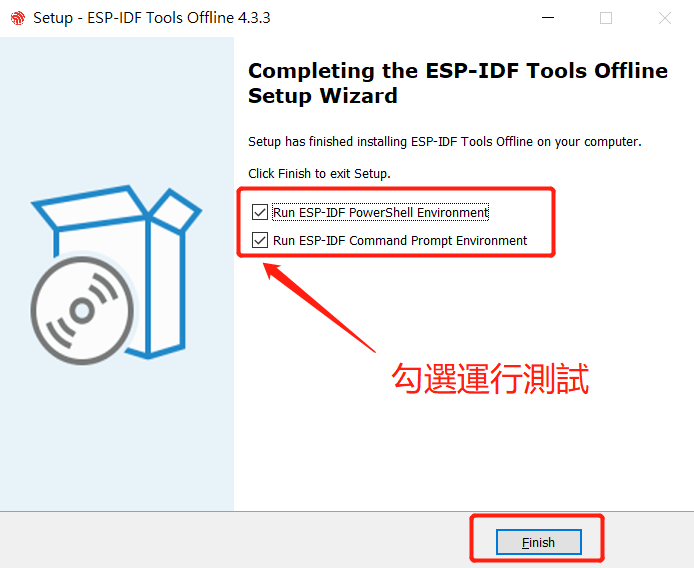 Setup - ESP-IDF Tools Offline 4.3.3
Completing the ESP-IDF Tools Offline
Setup Wizard
Setup has finished installing ESP-IDF Tools Offline on your computer.
Click Finish to exit Setup.
Run ESP-IDF PowerShell Environment
Run ESP-IDF Command Prompt Environment
勾選運行測試
Finish